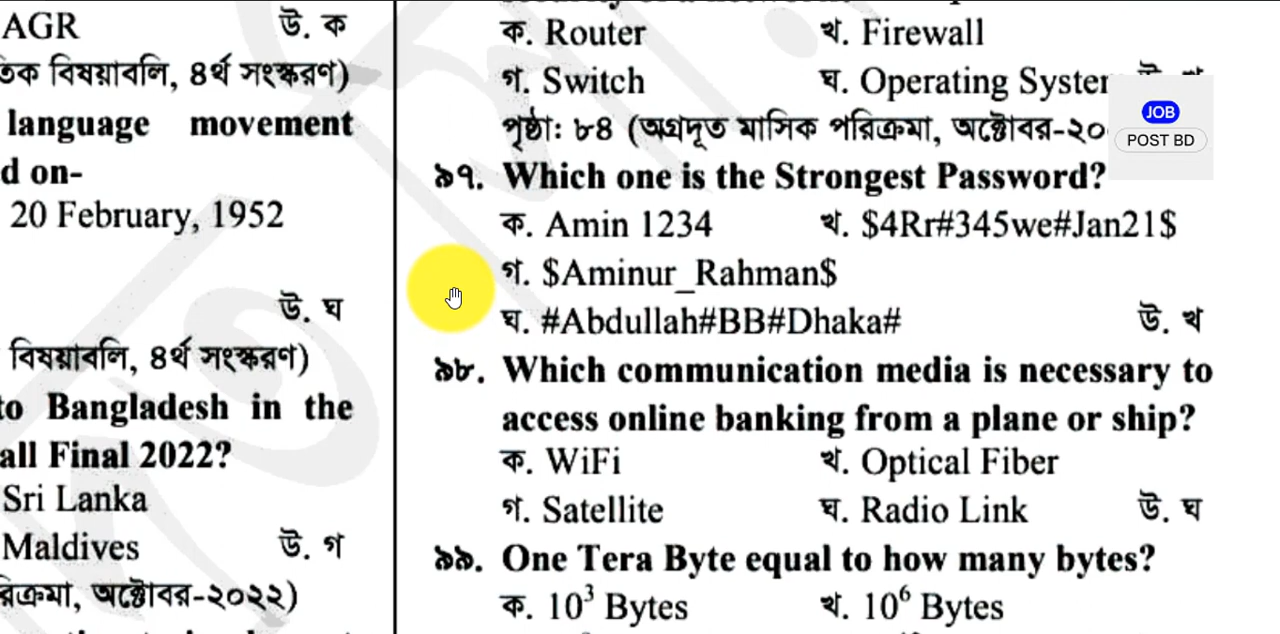 AGR উ. ক
বিষয়াবলি, ৪র্থ সংস্করণ)
language movement
d on-
20 February, 1952
উ. ঘ
বিষয়াবলি, ৪র্থ সংস্করণ)
to Bangladesh in the
all Final 2022?
Sri Lanka
Maldives উ. গ
অক্টোবর-২০২২)
ক. Router খ. Firewall
গ. Switch ঘ. Operating System
পৃষ্ঠা: ৮৪ (অগ্রদূত মাসিক পরিক্রমা, অক্টোবর-২০
JOB
POST BD
৯৭. Which one is the Strongest Password?
ক. Amin 1234 খ. $4Rr#345we#Jan21$
গ. $Aminur_Rahman$
ঘ. #Abdullah#BB#Dhaka# উ. খ
৯৮. Which communication media is necessary to
access online banking from a plane or ship?
ক. WiFi খ. Optical Fiber
গ. Satellite ঘ. Radio Link উ. ঘ
৯৯. One Tera Byte equal to how many bytes?
ক. 10³ Bytes খ. 10⁶ Bytes